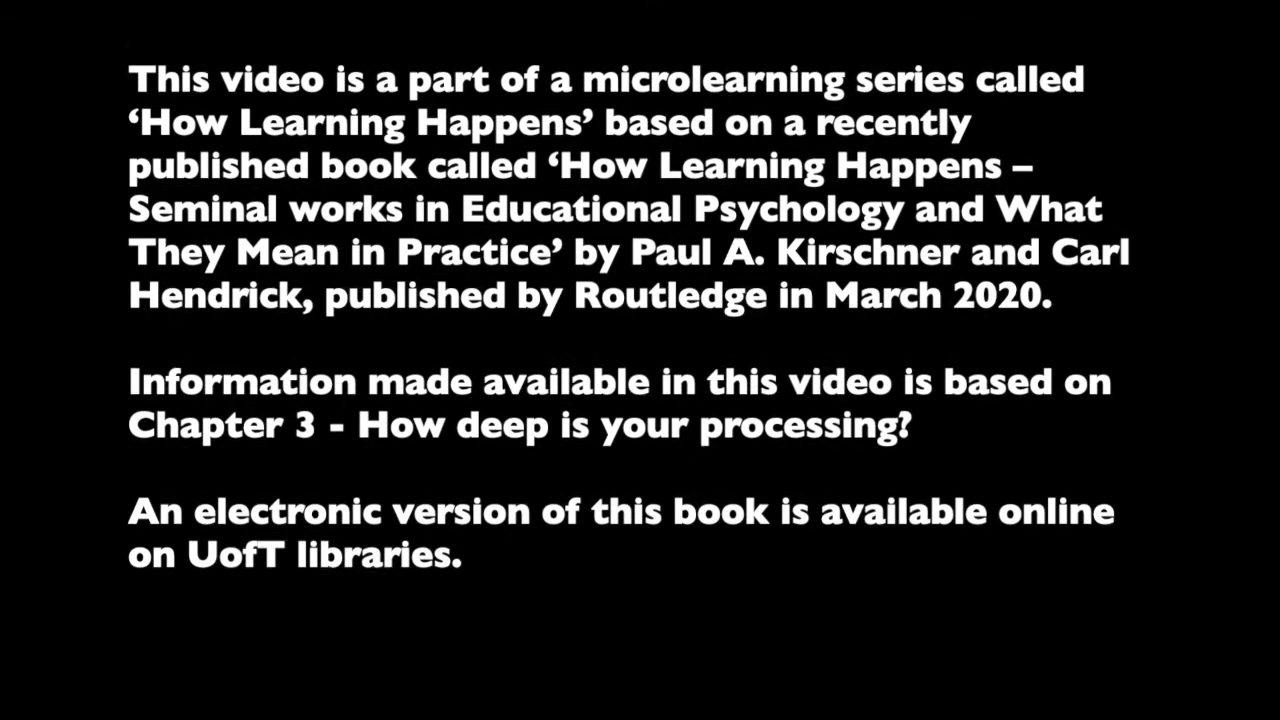 This video is a part of a microlearning series called
‘How Learning Happens’ based on a recently
published book called ‘How Learning Happens –
Seminal works in Educational Psychology and What
They Mean in Practice’ by Paul A. Kirschner and Carl
Hendrick, published by Routledge in March 2020.
Information made available in this video is based on
Chapter 3 - How deep is your processing?
An electronic version of this book is available online
on UofT libraries.